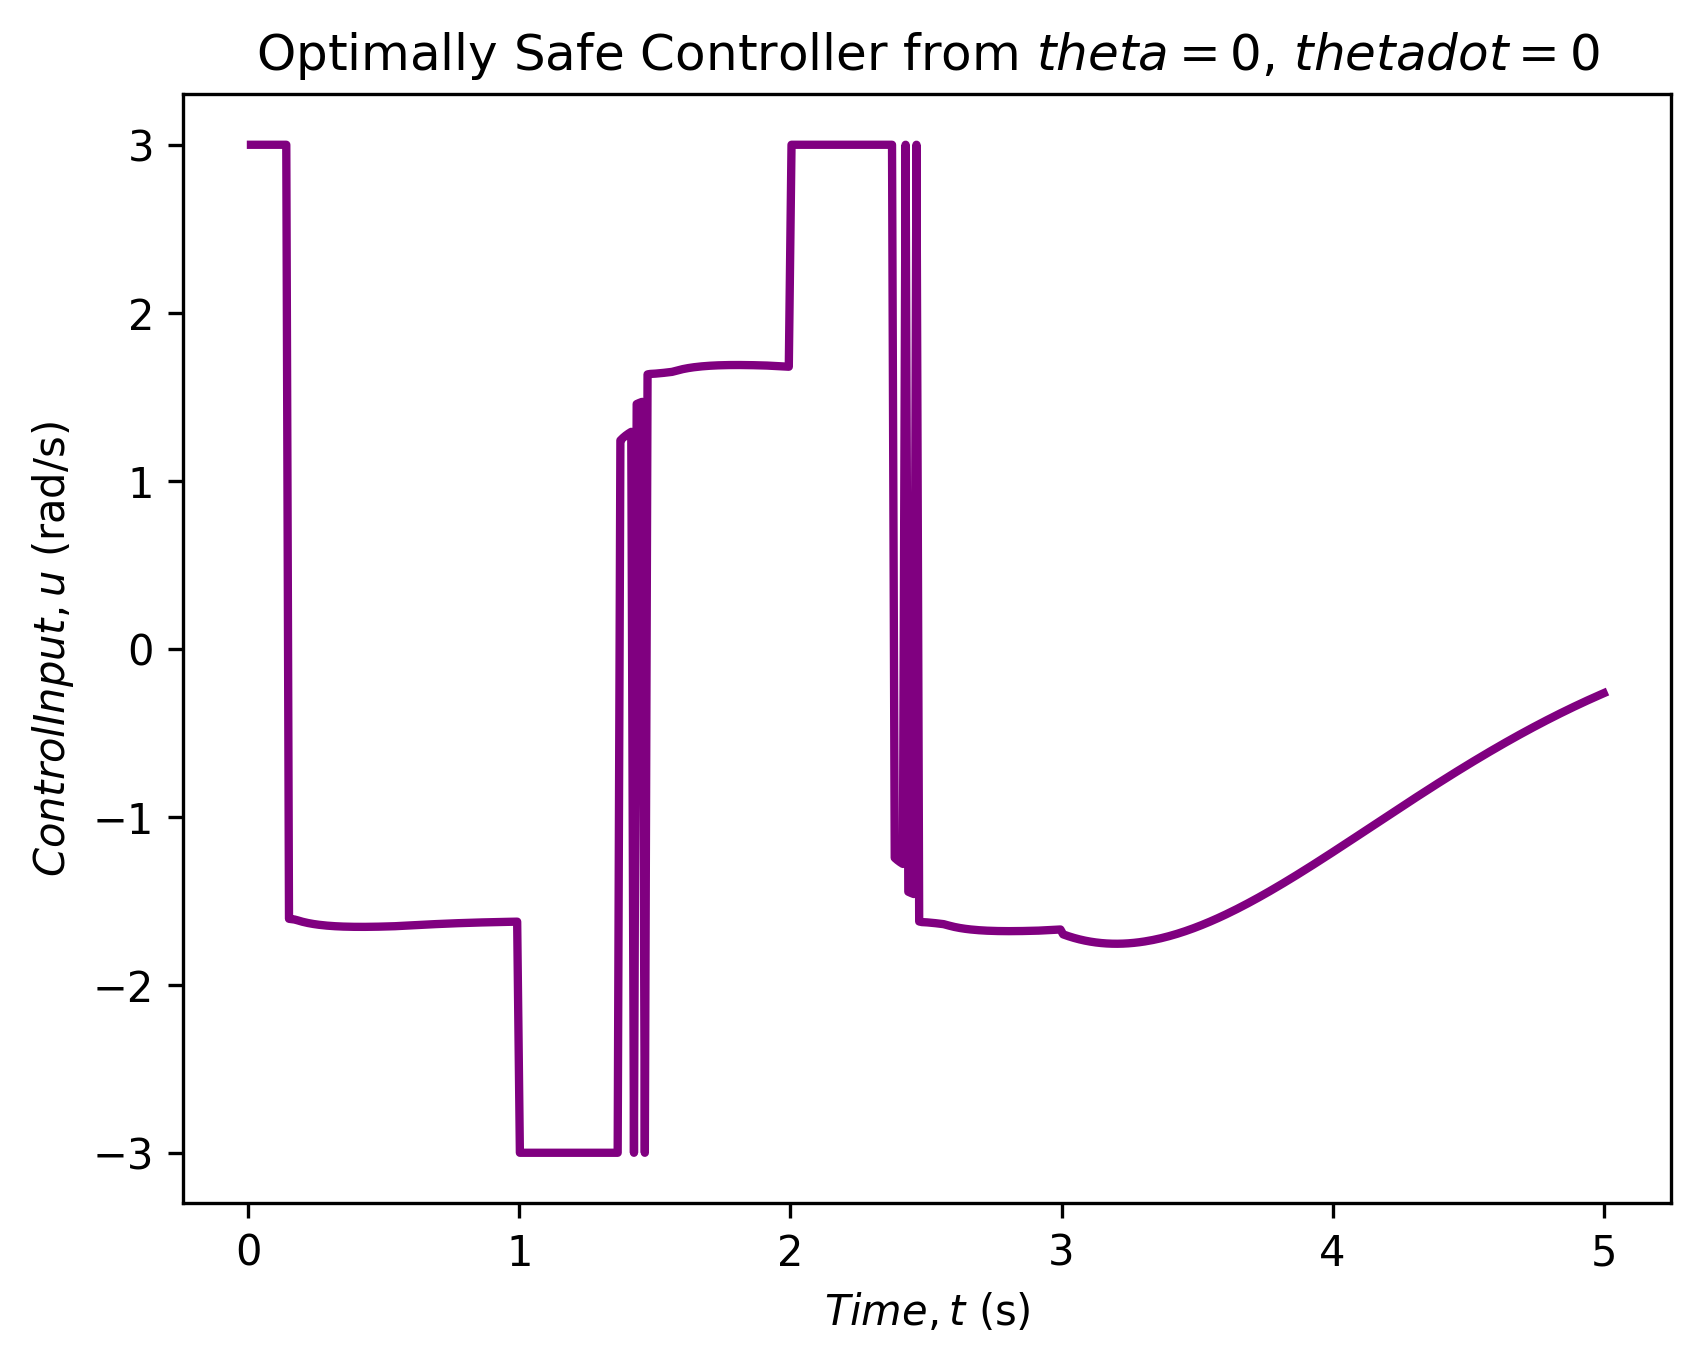 Optimally Safe Controller from theta = 0, thetadot = 0
ControlInput, u (rad/s)
3
2
1
0
−1
−2
−3
0 1 2 3 4 5
Time, t (s)